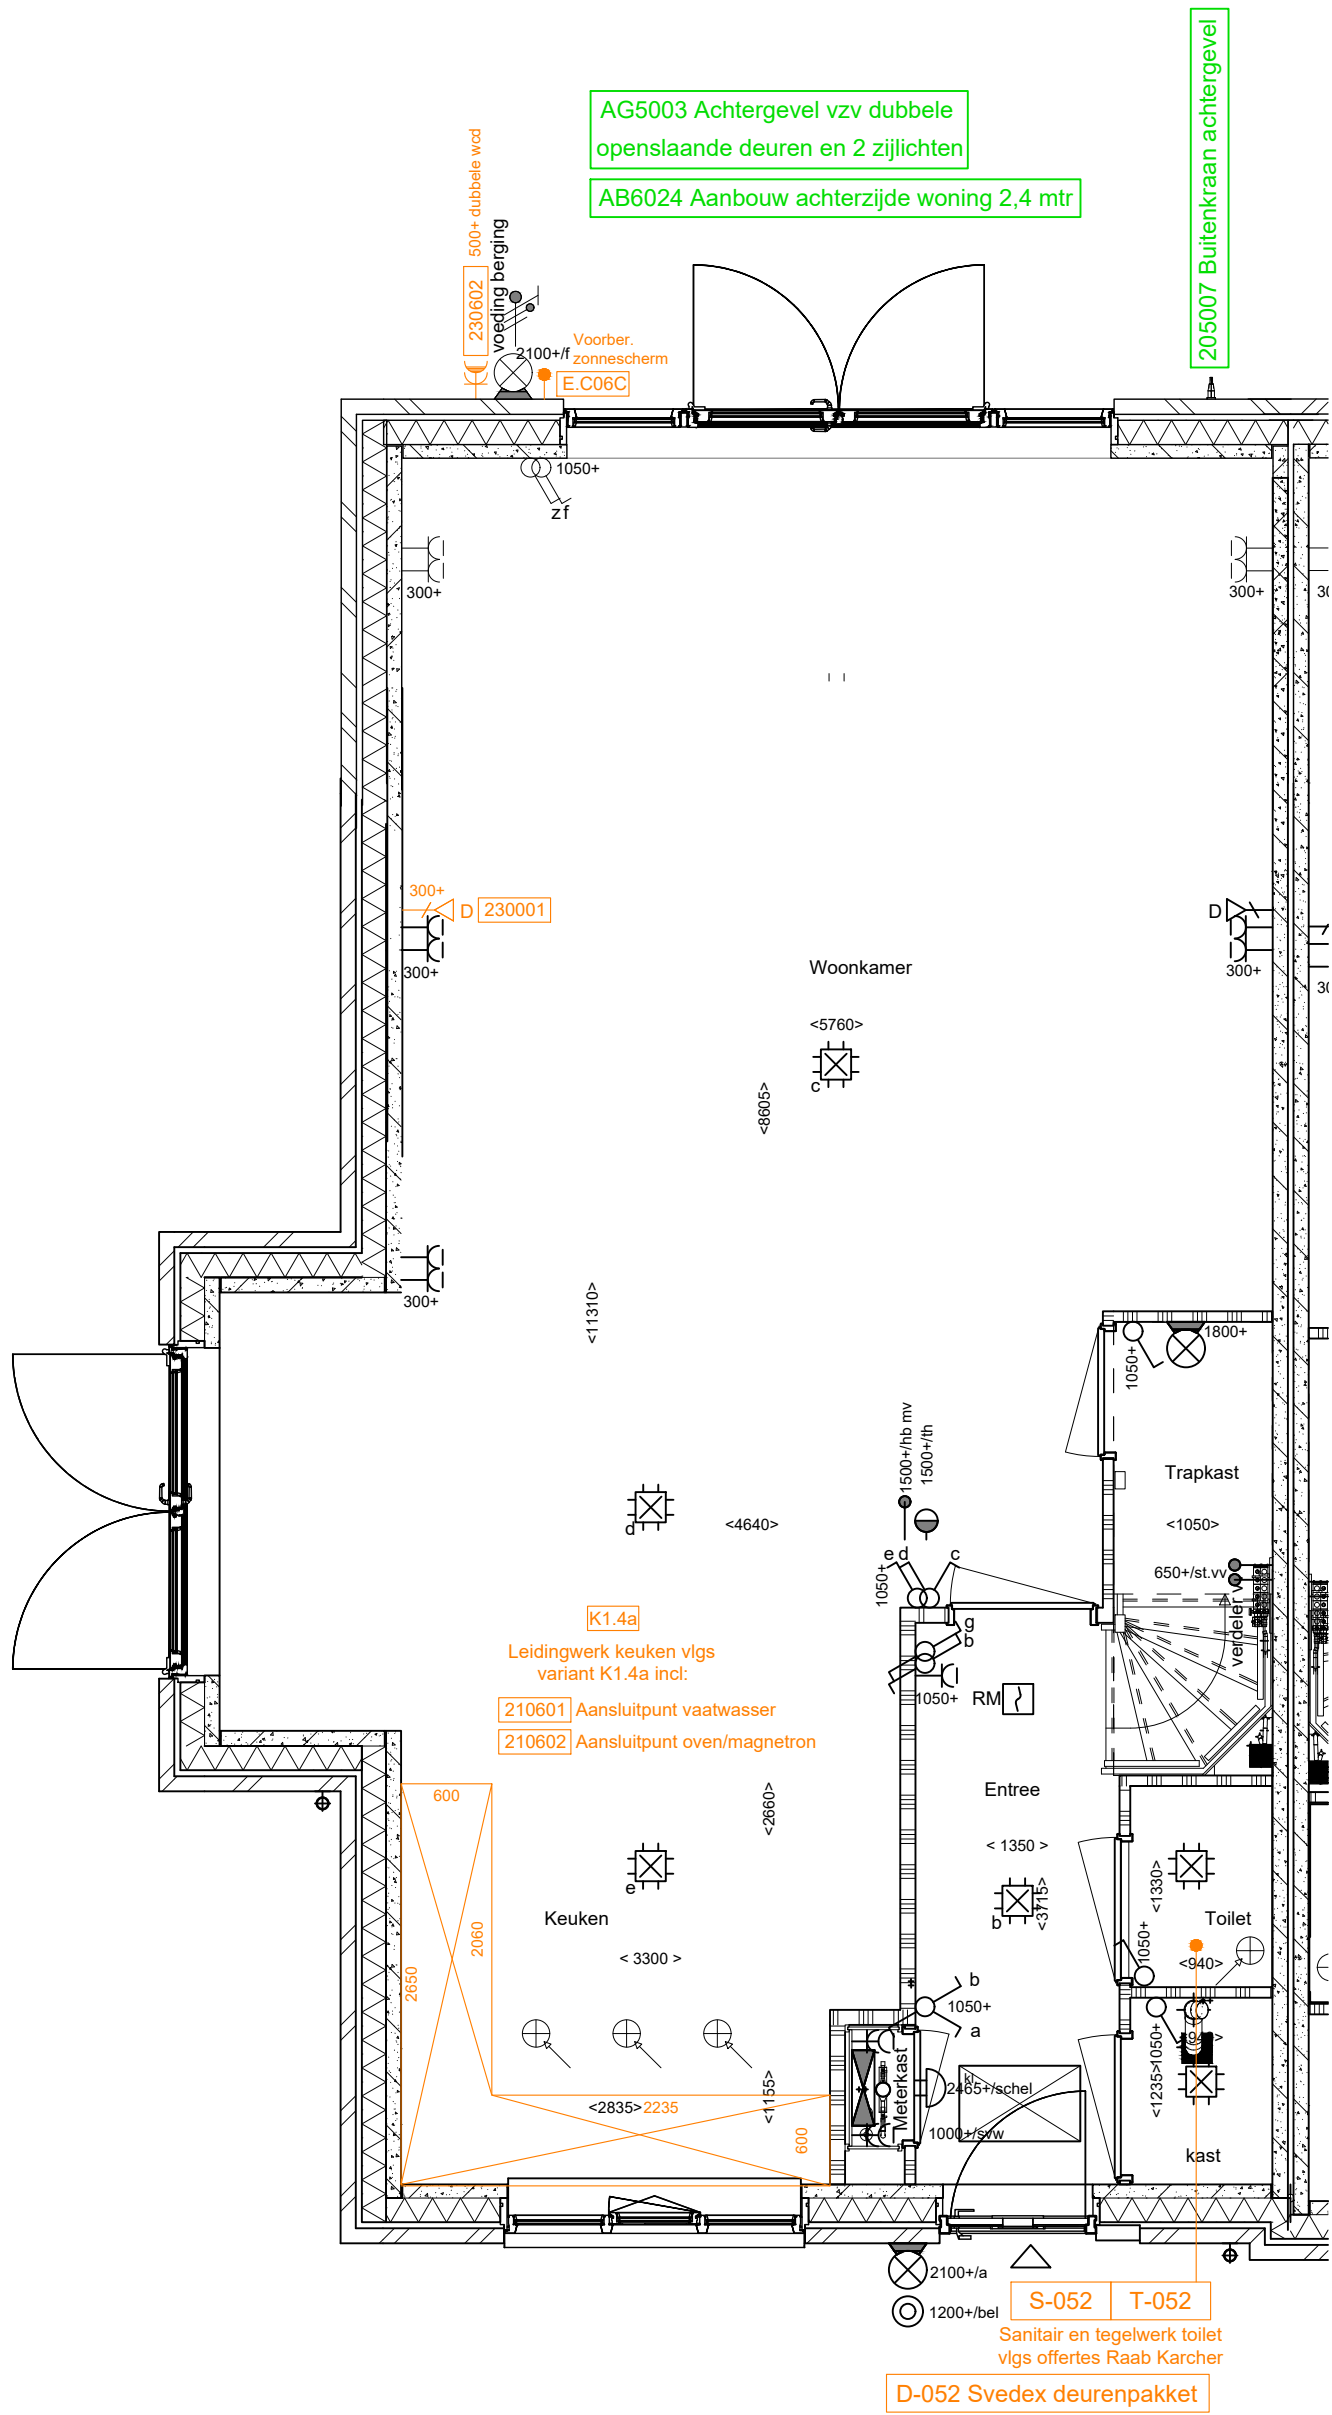 AG5003 Achtergevel vzv dubbele
openslaande deuren en 2 zijlichten
AB6024 Aanbouw achterzijde woning 2,4 mtr
205007 Buitenkraan achtergevel
500+ dubbele wcd
230602
voeding berging
2100+/f
Voorber.
zonnescherm
E.C06C
1050+
zf
300+
300+
30
300+
D
230001
300+
D
300+
30
Woonkamer
<5760>
c
<8605>
300+
<11310>
1050+
1800+
Trapkast
<1050>
650+/st.vv
verdeler v
1500+/hb mv
1500+/th
d
<4640>
e d
c
1050+
g
b
1050+
RM
K1.4a
Leidingwerk keuken vlgs
variant K1.4a incl:
210601 Aansluitpunt vaatwasser
210602 Aansluitpunt oven/magnetron
600
<2660>
Entree
< 1350 >
b
<3715>
e
Keuken
< 3300 >
2060
2650
<1330>
Toilet
1050+
<940>
b
1050+
a
Meterkast
kl
2465+/schel
1000+/svw
<1235>
1050+
kast
<2835>
2235
<1155>
600
2100+/a
1200+/bel
S-052
T-052
Sanitair en tegelwerk toilet
vlgs offertes Raab Karcher
D-052 Svedex deurenpakket